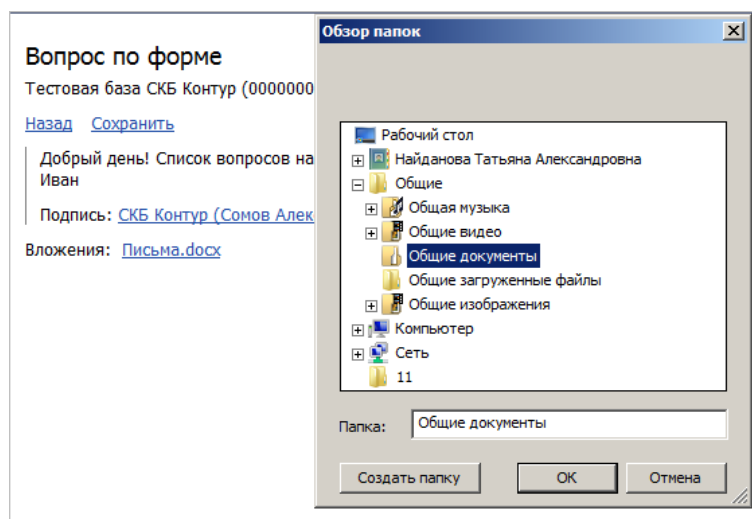 Вопрос по форме
Тестовая база СКБ Контур (0000000
Назад Сохранить
Добрый день! Список вопросов на
Иван
Подпись: СКБ Контур (Сомов Алек
Вложения: Письма.docx
Обзор папок
Рабочий стол
Найданова Татьяна Александровна
Общие
Общая музыка
Общие видео
Общие документы
Общие загруженные файлы
Общие изображения
Компьютер
Сеть
11
Папка: Общие документы
Создать папку ОК Отмена